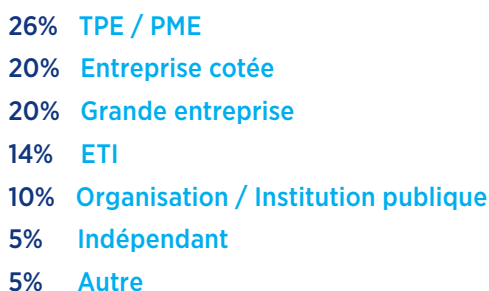 26% TPE / PME
20% Entreprise cotée
20% Grande entreprise
14% ETI
10% Organisation / Institution publique
5% Indépendant
5% Autre